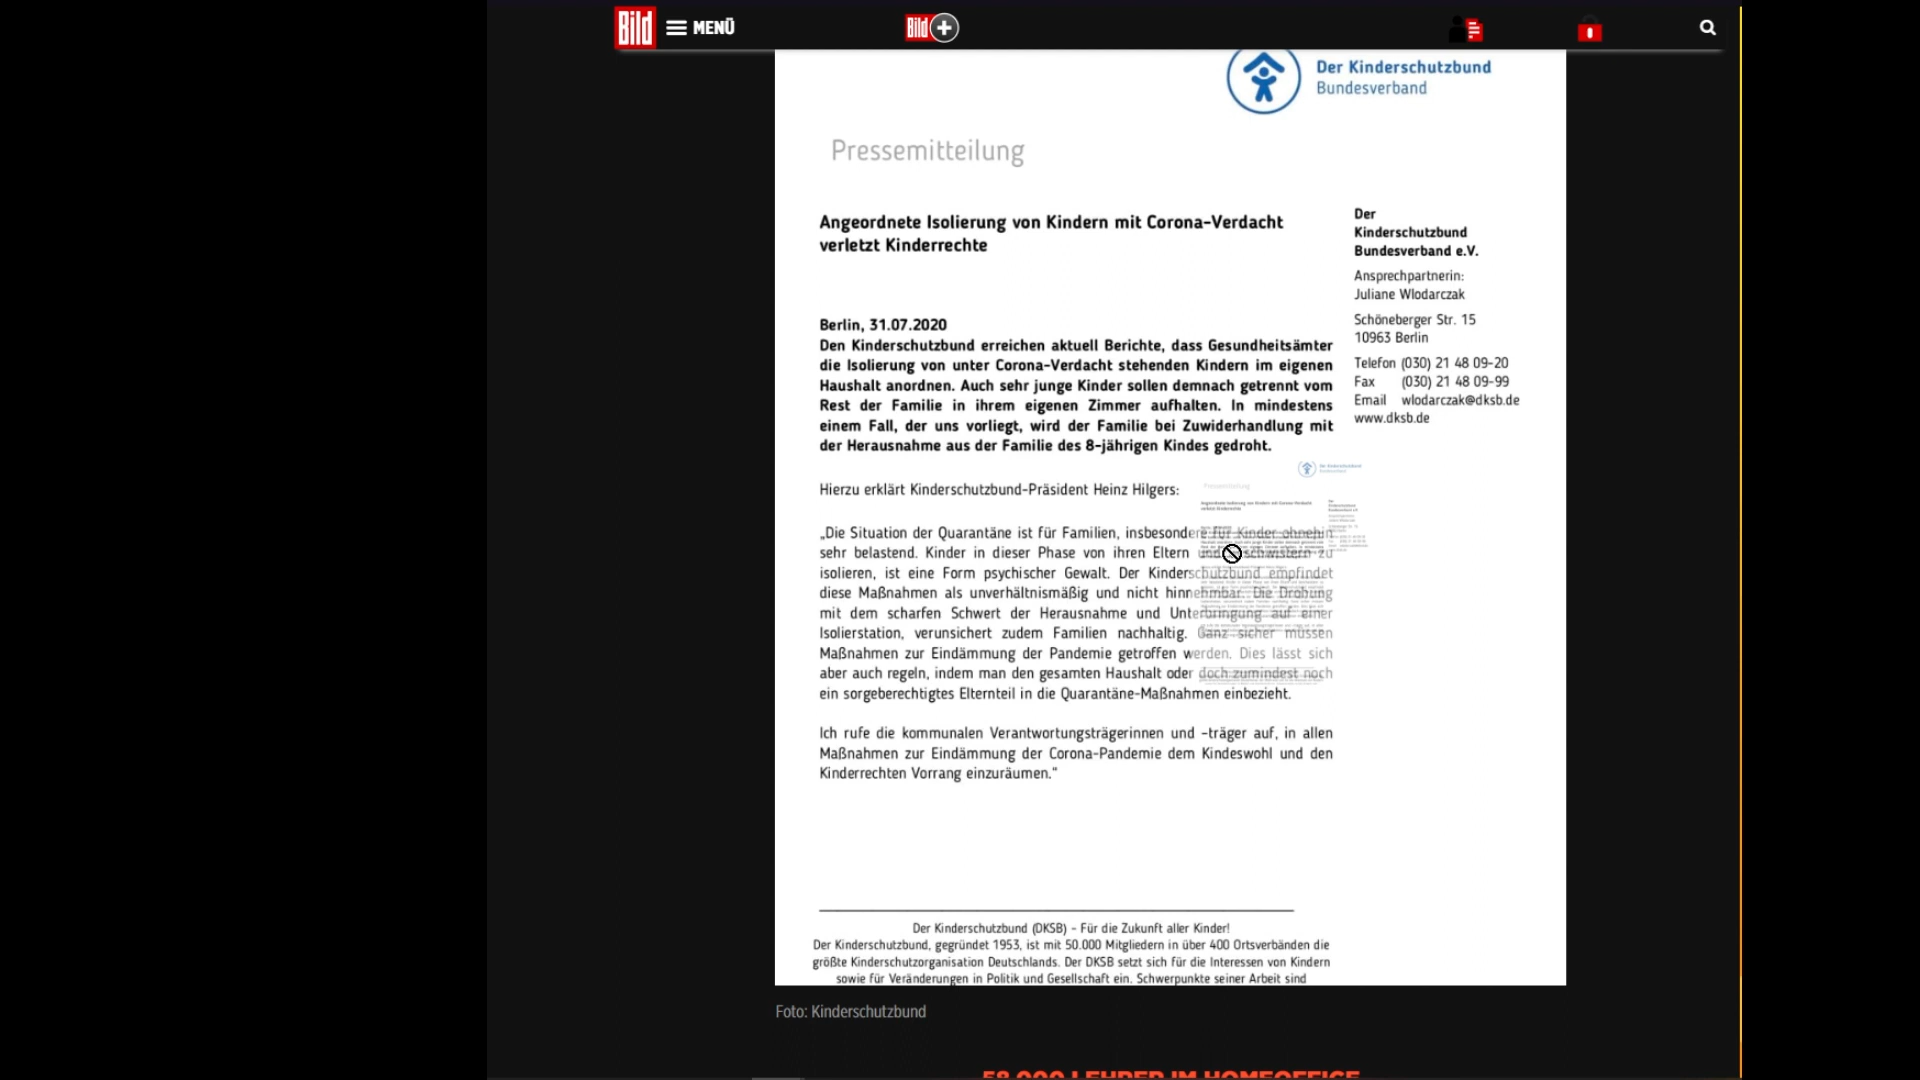 Bild
MENÜ
Bild
Der Kinderschutzbund
Bundesverband
Pressemitteilung
Angeordnete Isolierung von Kindern mit Corona-Verdacht
verletzt Kinderrechte
Der
Kinderschutzbund
Bundesverband e.V.
Ansprechpartnerin:
Juliane Wlodarczak
Schöneberger Str. 15
10963 Berlin
Telefon (030) 21 48 09-20
Fax (030) 21 48 09-99
Email wlodarczak@dksb.de
www.dksb.de
Berlin, 31.07.2020
Den Kinderschutzbund erreichen aktuell Berichte, dass Gesundheitsämter
die Isolierung von unter Corona-Verdacht stehenden Kindern im eigenen
Haushalt anordnen. Auch sehr junge Kinder sollen demnach getrennt vom
Rest der Familie in ihrem eigenen Zimmer aufhalten. In mindestens
einem Fall, der uns vorliegt, wird der Familie bei Zuwiderhandlung mit
der Herausnahme aus der Familie des 8-jährigen Kindes gedroht.
Hierzu erklärt Kinderschutzbund-Präsident Heinz Hilgers:
„Die Situation der Quarantäne ist für Familien, insbesondere für Kinder ohnehin
sehr belastend. Kinder in dieser Phase von ihren Eltern und Geschwistern zu
isolieren, ist eine Form psychischer Gewalt. Der Kinderschutzbund empfindet
diese Maßnahmen als unverhältnismäßig und nicht hinnehmbar. Die Drohung
mit dem scharfen Schwert der Herausnahme und Unterbringung auf einer
Isolierstation, verunsichert zudem Familien nachhaltig. Ganz sicher müssen
Maßnahmen zur Eindämmung der Pandemie getroffen werden. Dies lässt sich
aber auch regeln, indem man den gesamten Haushalt oder doch zumindest noch
ein sorgeberechtigtes Elternteil in die Quarantäne-Maßnahmen einbezieht.
Ich rufe die kommunalen Verantwortungsträgerinnen und –träger auf, in allen
Maßnahmen zur Eindämmung der Corona-Pandemie dem Kindeswohl und den
Kinderrechten Vorrang einzuräumen.“
Der Kinderschutzbund (DKSB) - Für die Zukunft aller Kinder!
Der Kinderschutzbund, gegründet 1953, ist mit 50.000 Mitgliedern in über 400 Ortsverbänden die
größte Kinderschutzorganisation Deutschlands. Der DKSB setzt sich für die Interessen von Kindern
sowie für Veränderungen in Politik und Gesellschaft ein. Schwerpunkte seiner Arbeit sind
Foto: Kinderschutzbund
58 000 LEHRER IM HOMEOFFICE